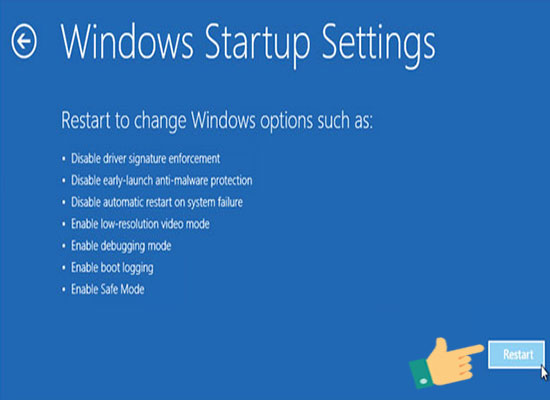 Windows Startup Settings
Restart to change Windows options such as:
• Disable driver signature enforcement
• Disable early-launch anti-malware protection
• Disable automatic restart on system failure
• Enable low-resolution video mode
• Enable debugging mode
• Enable boot logging
• Enable Safe Mode
Restart